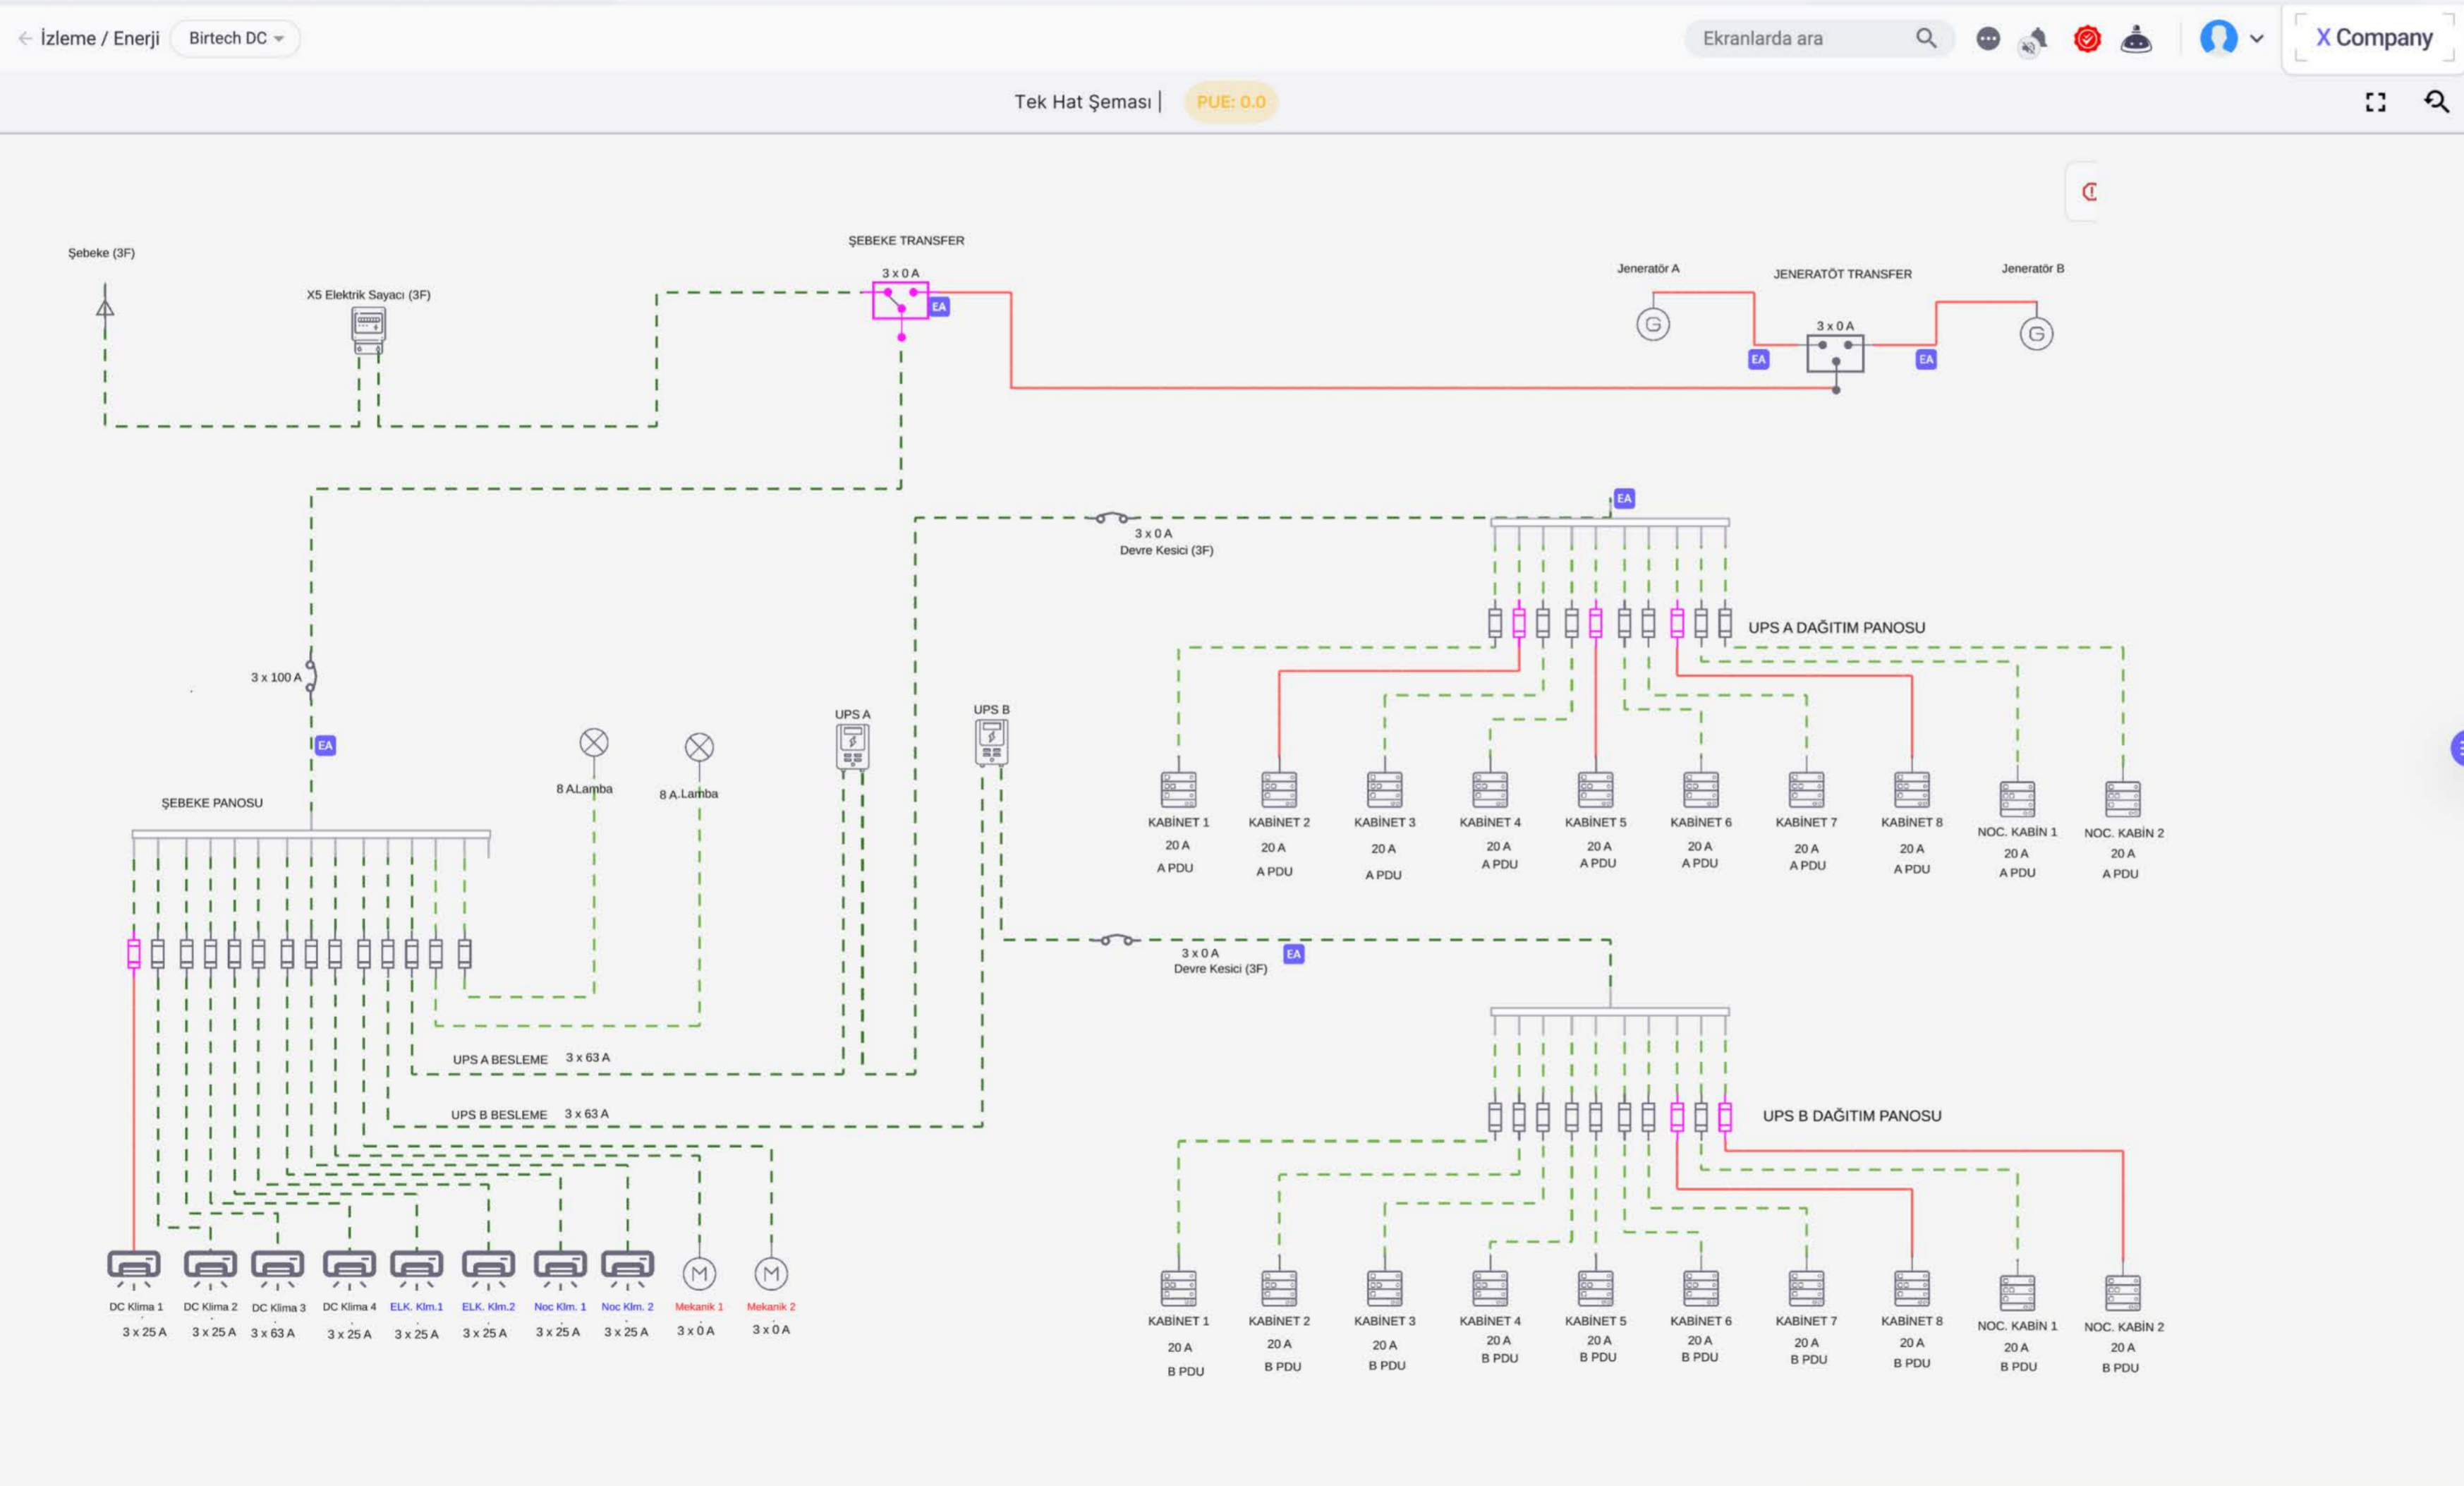 İzleme / Enerji
Birtech DC
Ekranlarda ara
X Company
Tek Hat Şeması |
PUE: 0.0
Şebeke (3F)
X5 Elektrik Sayacı (3F)
ŞEBEKE TRANSFER
3 x 0 A
EA
Jeneratör A
JENERATÖT TRANSFER
Jeneratör B
G
3 x 0 A
G
EA
EA
EA
3 x 0 A
Devre Kesici (3F)
UPS A DAĞITIM PANOSU
3 x 100 A
EA
UPS A
UPS B
8 A.Lamba
8 A.Lamba
ŞEBEKE PANOSU
KABİNET 1
20 A
A PDU
KABİNET 2
20 A
A PDU
KABİNET 3
20 A
A PDU
KABİNET 4
20 A
A PDU
KABİNET 5
20 A
A PDU
KABİNET 6
20 A
A PDU
KABİNET 7
20 A
A PDU
KABİNET 8
20 A
A PDU
NOC. KABİN 1
20 A
A PDU
NOC. KABİN 2
20 A
A PDU
3 x 0 A
Devre Kesici (3F)
EA
UPS A BESLEME 3 x 63 A
UPS B BESLEME 3 x 63 A
UPS B DAĞITIM PANOSU
M
M
DC Klima 1
3 x 25 A
DC Klima 2
3 x 25 A
DC Klima 3
3 x 63 A
DC Klima 4
3 x 25 A
ELK. Klm.1
3 x 25 A
ELK. Klm.2
3 x 25 A
Noc Klm. 1
3 x 25 A
Noc Klm. 2
3 x 25 A
Mekanik 1
3 x 0 A
Mekanik 2
3 x 0 A
KABİNET 1
20 A
B PDU
KABİNET 2
20 A
B PDU
KABİNET 3
20 A
B PDU
KABİNET 4
20 A
B PDU
KABİNET 5
20 A
B PDU
KABİNET 6
20 A
B PDU
KABİNET 7
20 A
B PDU
KABİNET 8
20 A
B PDU
NOC. KABİN 1
20 A
B PDU
NOC. KABİN 2
20 A
B PDU